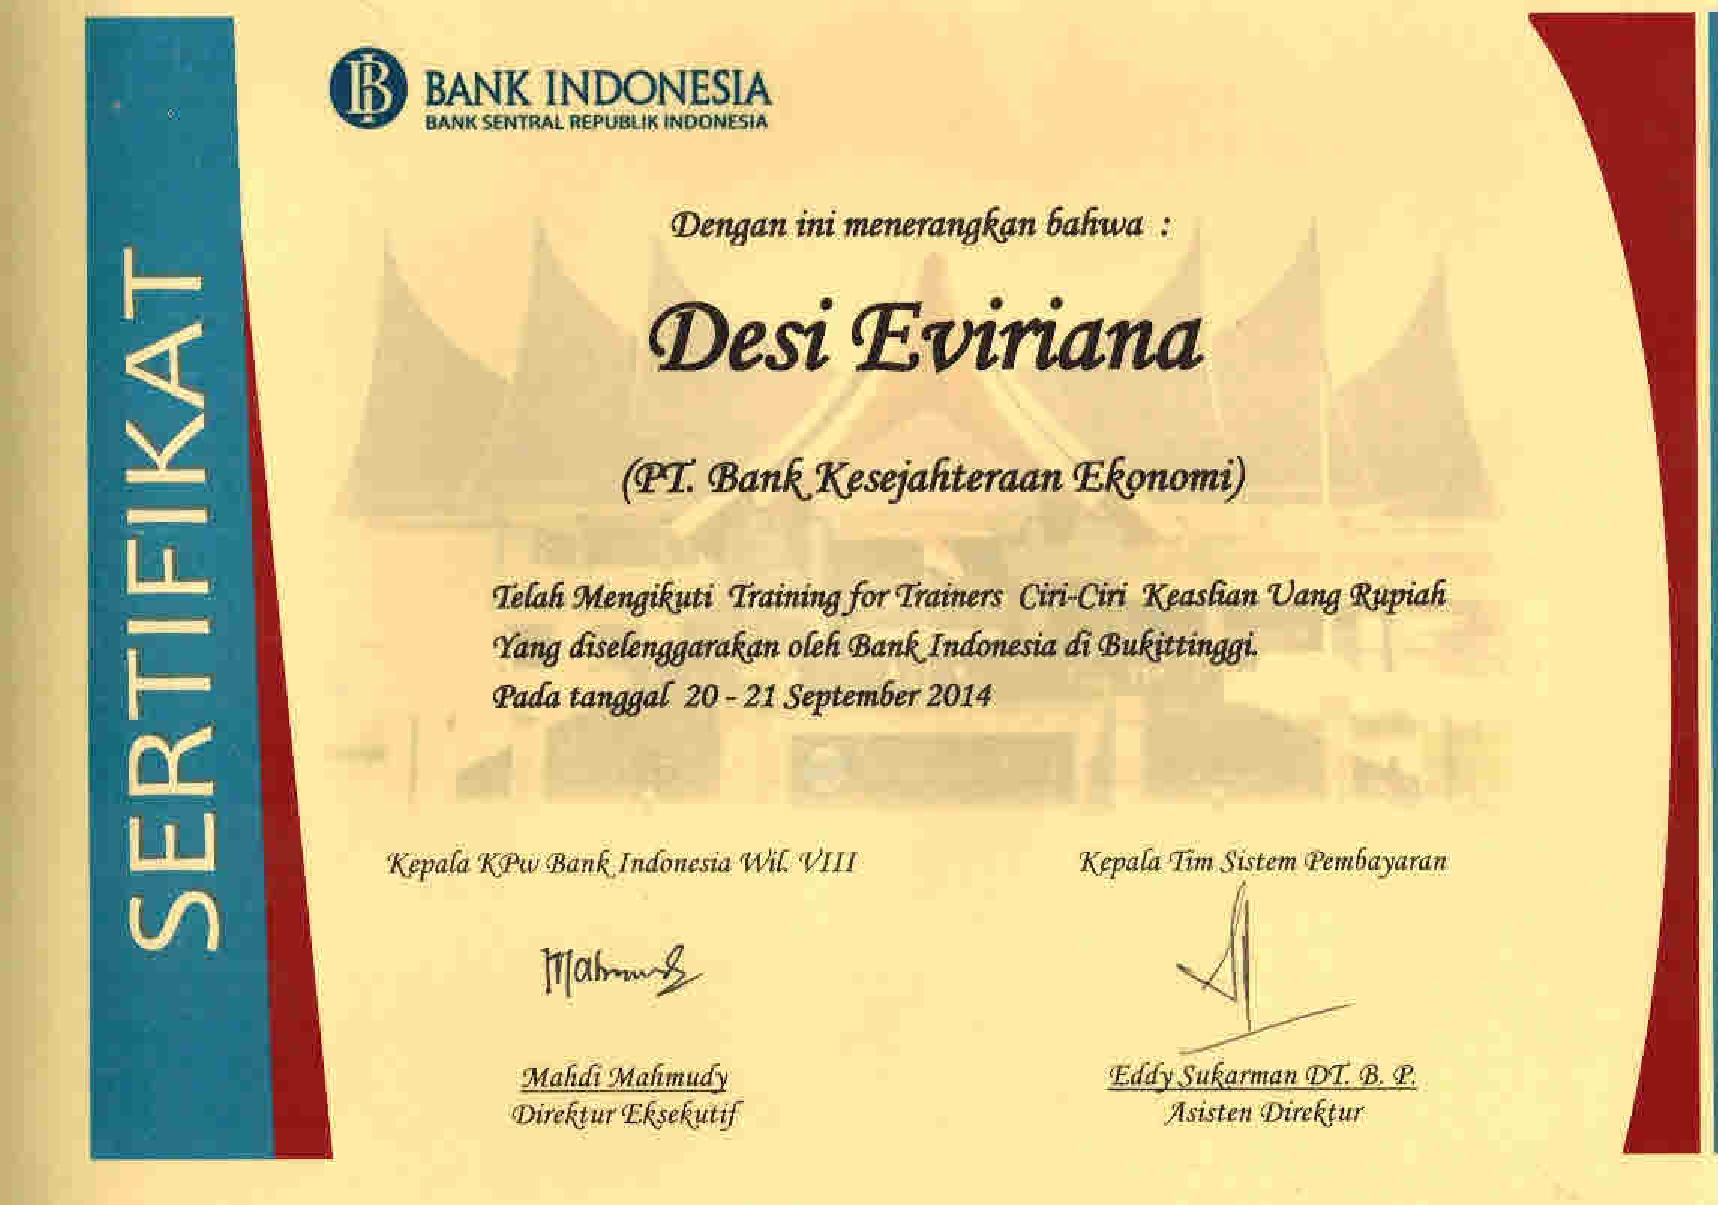 SERTIFIKAT
BANK INDONESIA
BANK SENTRAL REPUBLIK INDONESIA
Dengan ini menerangkan bahwa :
Desi Eviriana
(PT. Bank Kesejahteraan Ekonomi)
Telah Mengikuti Training for Trainers Ciri-Ciri Keaslian Uang Rupiah
Yang diselenggarakan oleh Bank Indonesia di Bukittinggi.
Pada tanggal 20 - 21 September 2014
Kepala KPw Bank Indonesia Wil. VIII
Kepala Tim Sistem Pembayaran
Mahdi Mahmudy
Direktur Eksekutif
Eddy Sukarman DT. B. P.
Asisten Direktur